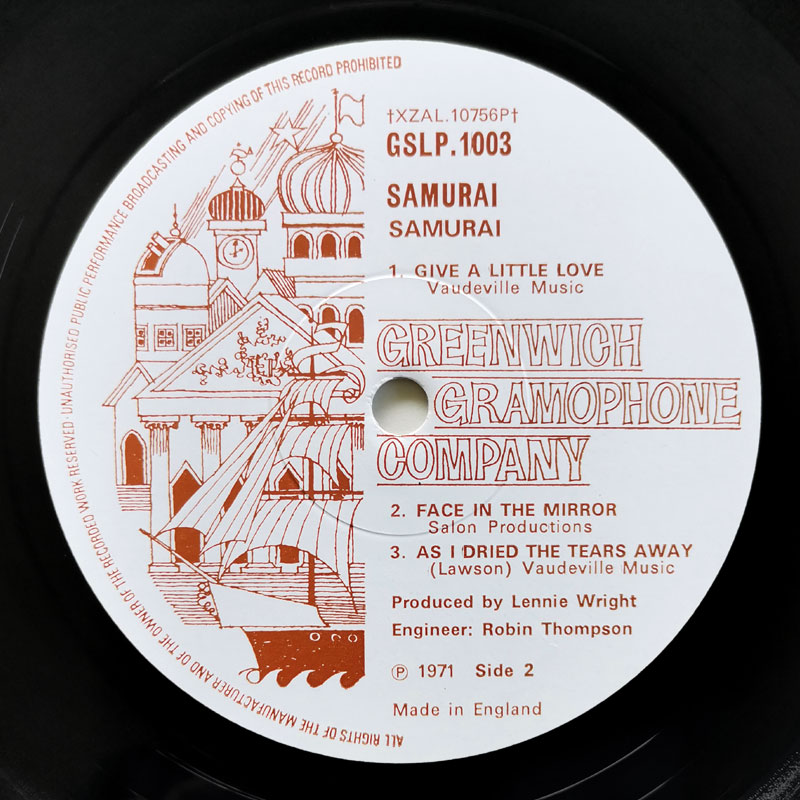 ALL RIGHTS OF THE MANUFACTURER AND OF THE OWNER OF THE RECORDED WORK RESERVED · UNAUTHORISED PUBLIC PERFORMANCE BROADCASTING AND COPYING OF THIS RECORD PROHIBITED
†XZAL.10756P†
GSLP.1003
SAMURAI
SAMURAI
1. GIVE A LITTLE LOVE
Vaudeville Music
GREENWICH
GRAMOPHONE
COMPANY
2. FACE IN THE MIRROR
Salon Productions
3. AS I DRIED THE TEARS AWAY
(Lawson) Vaudeville Music
Produced by Lennie Wright
Engineer: Robin Thompson
℗ 1971 Side 2
Made in England